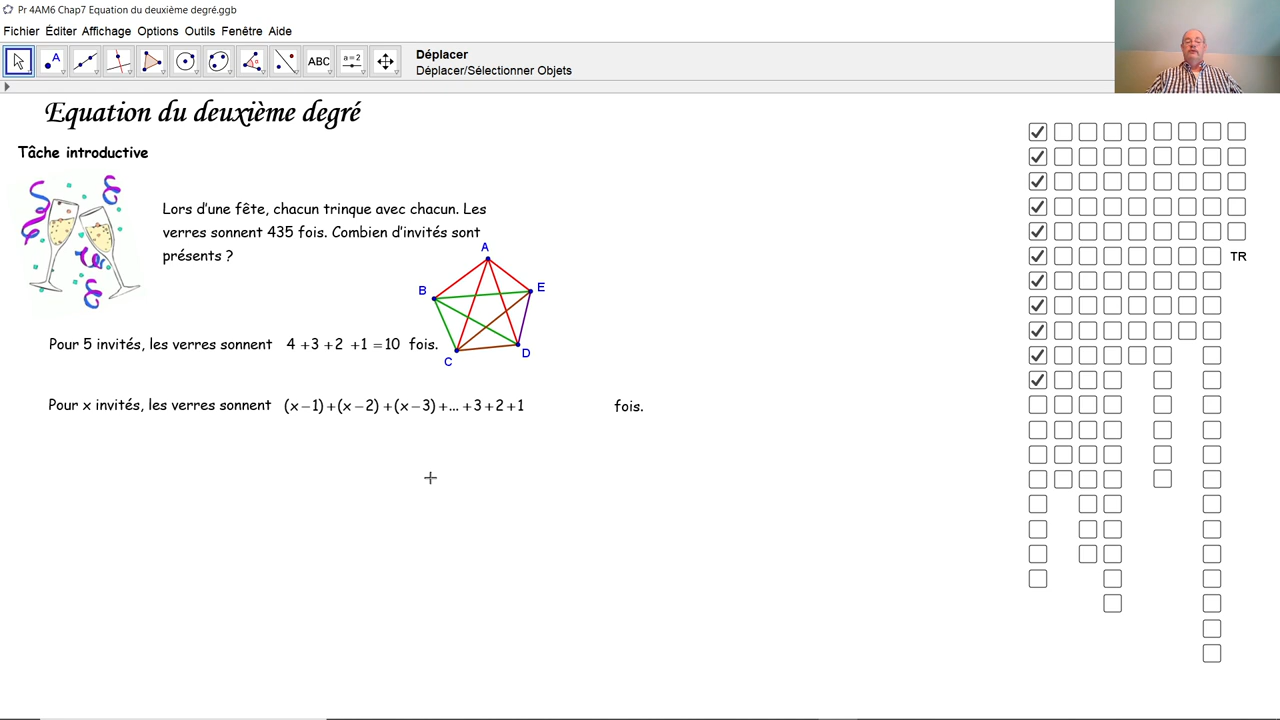 Pr 4AM6 Chap7 Equation du deuxième degré.ggb
Fichier Éditer Affichage Options Outils Fenêtre Aide
A
ABC
a=2
Déplacer
Déplacer/Sélectionner Objets
Equation du deuxième degré
Tâche introductive
Lors d'une fête, chacun trinque avec chacun. Les
verres sonnent 435 fois. Combien d'invités sont
présents ?
A
B
E
C
D
Pour 5 invités, les verres sonnent 4 +3 + 2 +1 =10 fois.
Pour x invités, les verres sonnent (x−1)+(x−2)+(x−3)+...+3+2+1 fois.
TR